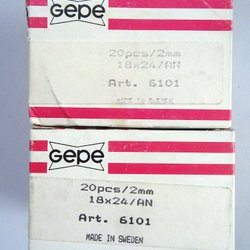 GePe
20pcs/2mm
18x24/AN
Art. 6101
MADE IN SWEDEN
GePe
20pcs/2mm
18x24/AN
Art. 6101
MADE IN SWEDEN